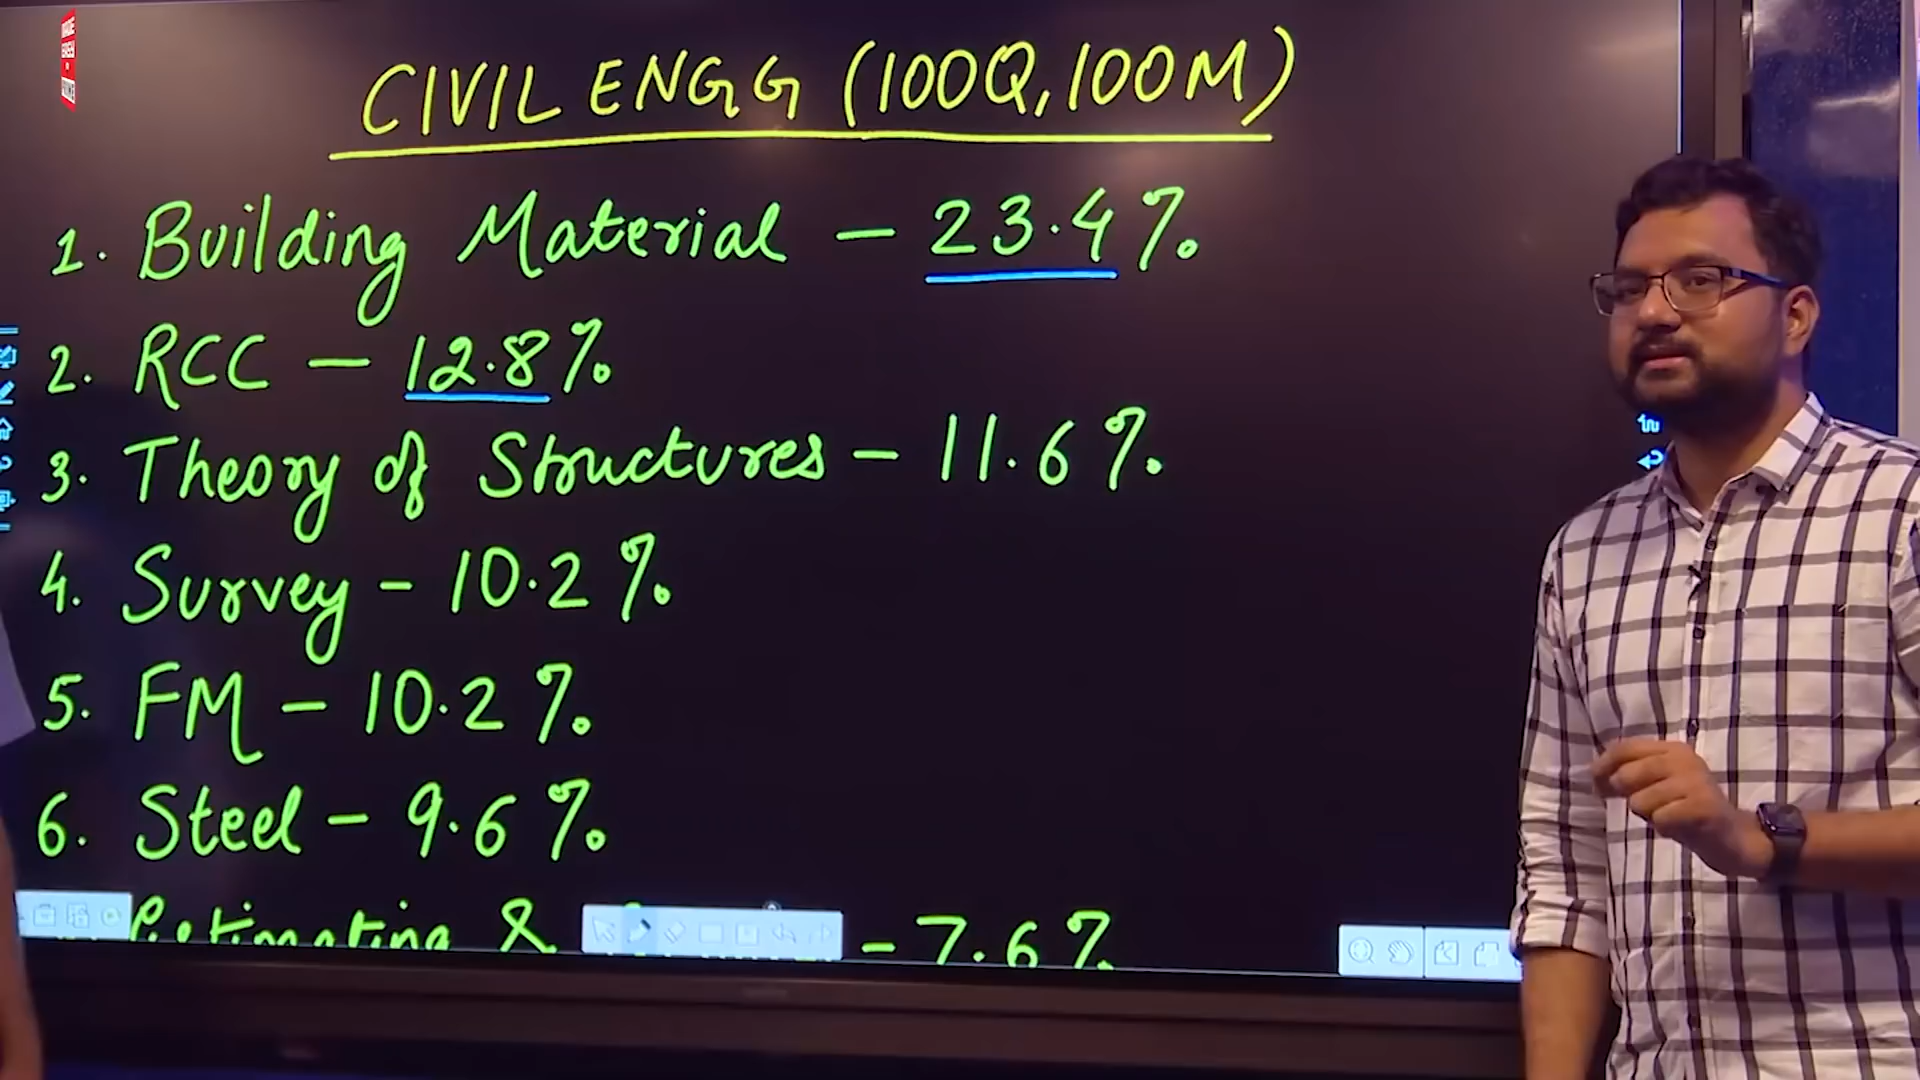 CIVIL ENGG (100Q, 100M)
1. Building Material - 23.4%
2. RCC - 12.8%
3. Theory of Structures - 11.6%
4. Survey - 10.2%
5. FM - 10.2%
6. Steel - 9.6%
Estimating & - 7.6%